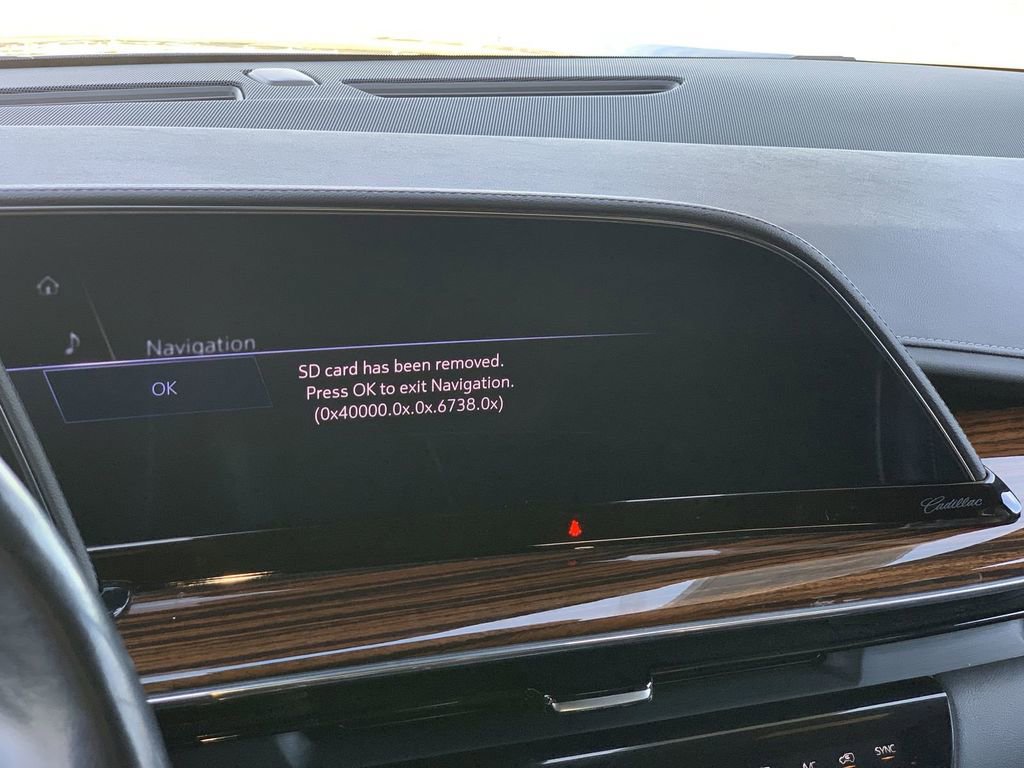 Navigation
SD card has been removed.
Press OK to exit Navigation.
(0x40000.0x.0x.6738.0x)
OK
Cadillac
A/C
SYNC